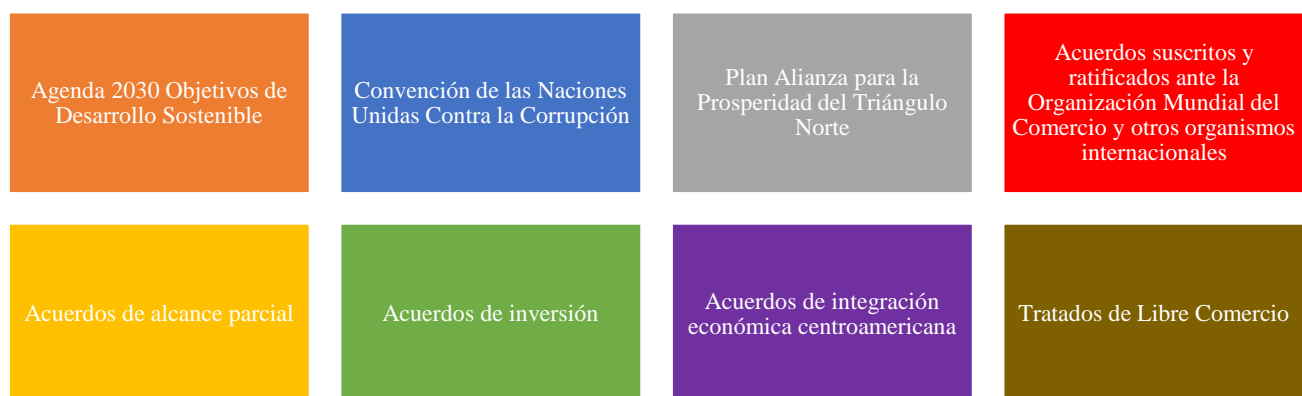 Agenda 2030 Objetivos de
Desarrollo Sostenible
Convención de las Naciones
Unidas Contra la Corrupción
Plan Alianza para la
Prosperidad del Triángulo
Norte
Acuerdos suscritos y
ratificados ante la
Organización Mundial del
Comercio y otros organismos
internacionales
Acuerdos de alcance parcial
Acuerdos de inversión
Acuerdos de integración
económica centroamericana
Tratados de Libre Comercio